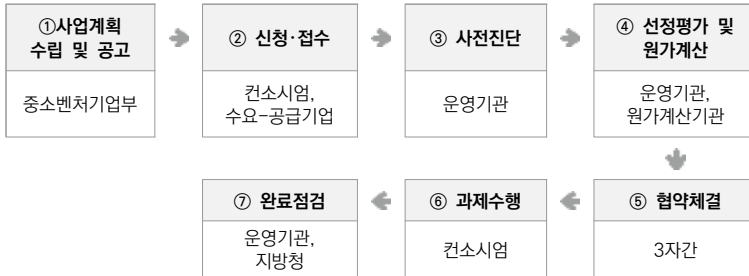 ①사업계획
수립 및 공고
중소벤처기업부
② 신청·접수
컨소시엄,
수요-공급기업
③ 사전진단
운영기관
④ 선정평가 및
원가계산
운영기관,
원가계산기관
⑤ 협약체결
3자간
⑥ 과제수행
컨소시엄
⑦ 완료점검
운영기관,
지방청